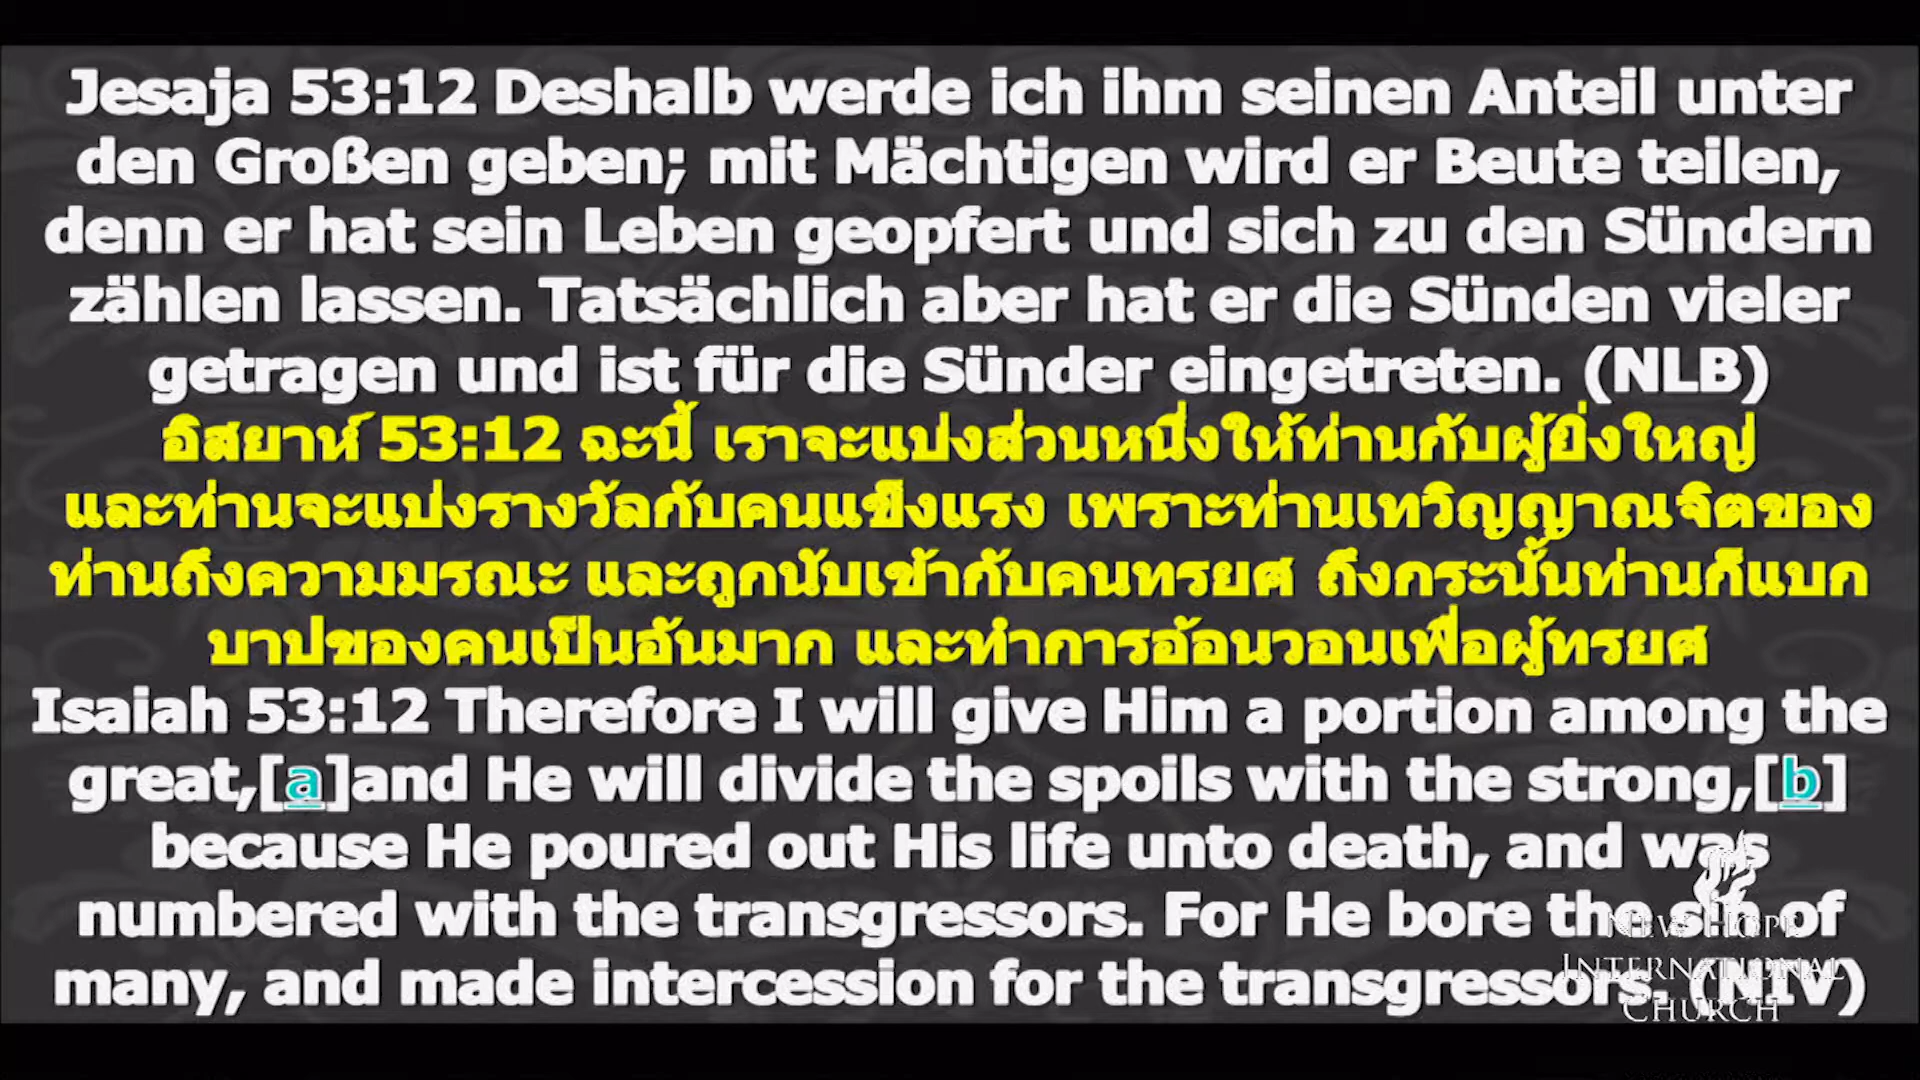 Jesaja 53:12 Deshalb werde ich ihm seinen Anteil unter
den Großen geben; mit Mächtigen wird er Beute teilen,
denn er hat sein Leben geopfert und sich zu den Sündern
zählen lassen. Tatsächlich aber hat er die Sünden vieler
getragen und ist für die Sünder eingetreten. (NLB)
อิสยาห์ 53:12 ฉะนี้ เราจะแบ่งส่วนหนึ่งให้ท่านกับผู้ยิ่งใหญ่
และท่านจะแบ่งรางวัลกับคนแข็งแรง เพราะท่านเทวิญญาณจิตของ
ท่านถึงความมรณะ และถูกนับเข้ากับคนทรยศ ถึงกระนั้นท่านก็แบก
บาปของคนเป็นอันมาก และทำการอ้อนวอนเพื่อผู้ทรยศ
Isaiah 53:12 Therefore I will give Him a portion among the
great,[a]and He will divide the spoils with the strong,[b]
because He poured out His life unto death, and was
numbered with the transgressors. For He bore the sin of
many, and made intercession for the transgressors. (NIV)
New Hope
International
Church